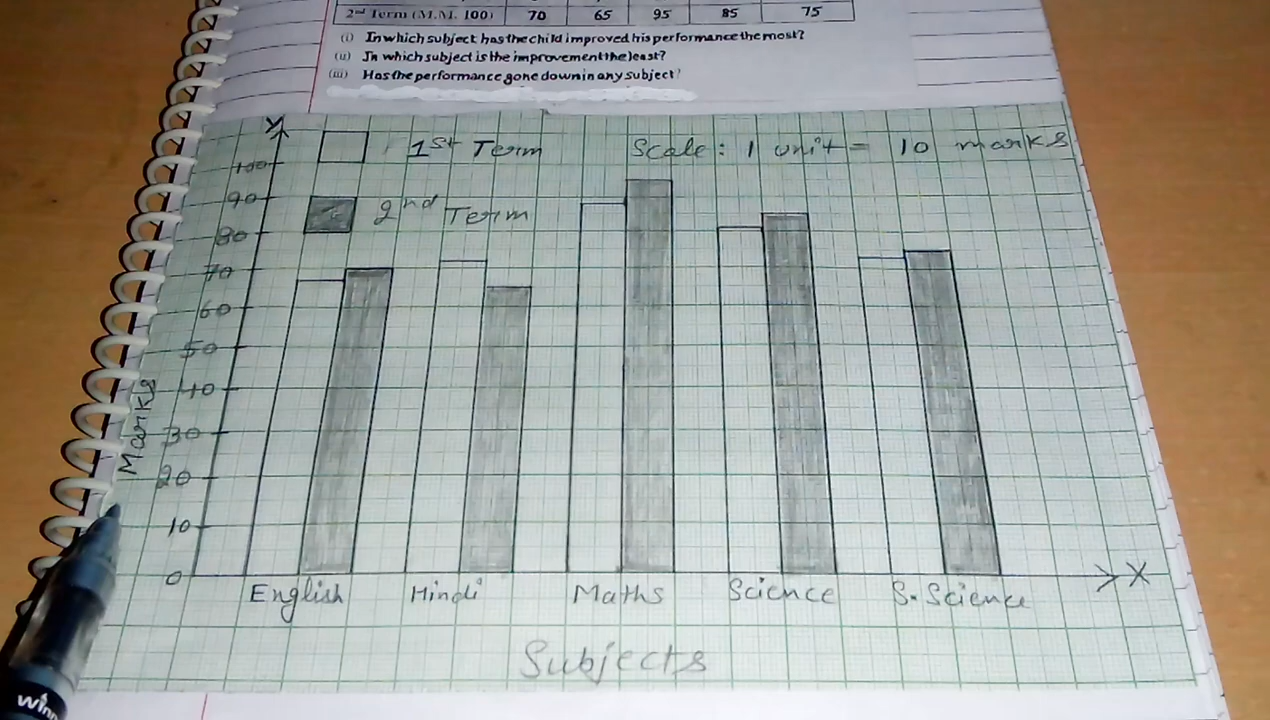 2nd Term (M.M. 100) 70 65 95 85 75
(i) In which subject has the child improved his performance the most?
(ii) In which subject is the improvement the least?
(iii) Has the performance gone down in any subject?
Y
1st Term
Scale: 1 unit = 10 marks
2nd Term
100
90
80
70
60
50
40
30
20
10
0
Marks
English Hindi Maths Science S.Science
X
Subjects